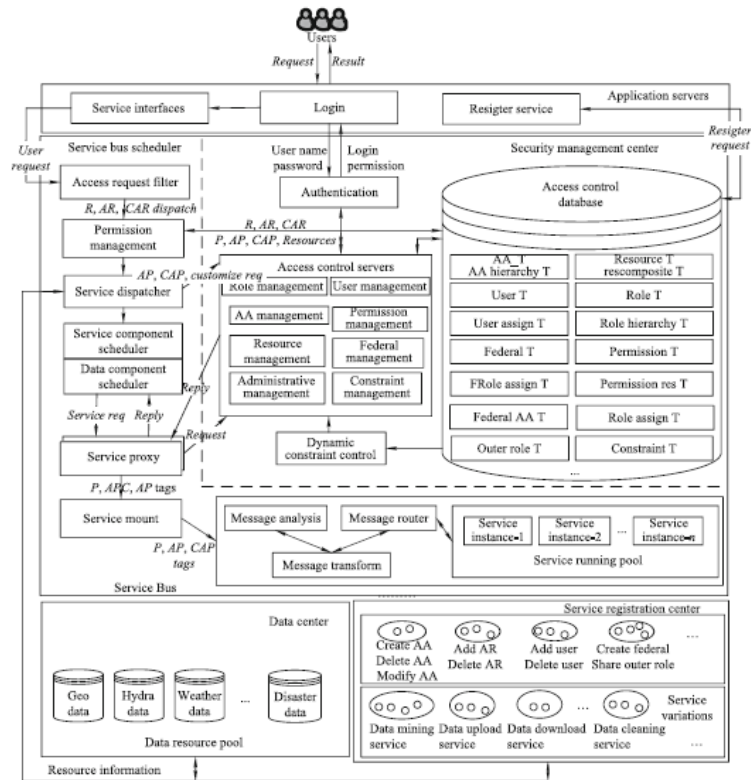 Users
Request
Result
Service interfaces
Login
Resigter service
Application servers
User
request
Service bus scheduler
User name
password
Login
permission
Security management center
Resigter
request
Access request filter
Authentication
Access control
database
R, AR, CAR dispatch
Permission
management
R, AR, CAR
P, AP, CAP, Resources
AP, CAP, customize req
Service dispatcher
Access control servers
Role management
User management
AA management
Permission
management
Resource
management
Federal
management
Administrative
management
Constraint
management
AA_T
AA hierarchy T
Resource T
rescomposite T
User T
Role T
User assign T
Role hierarchy T
Federal T
Permission T
FRole assign T
Permission res T
Federal AA T
Role assign T
Outer role T
Constraint T
...
Service component
scheduler
Data component
scheduler
Reply
Service req
Reply
Request
Dynamic
constraint control
Service proxy
P, APC, AP tags
Service mount
P, AP, CAP
tags
Message analysis
Message router
Message transform
Service
instance-1
Service
instance-2
...
Service
instance-n
Service running pool
Service Bus
Data center
Geo
data
Hydra
data
Weather
data
...
Disaster
data
Data resource pool
Service registration center
Create AA
Delete AA
Modify AA
Add AR
Delete AR
Add user
Delete user
Create federal
Share outer role
...
Data mining
service
Data upload
service
Data download
service
...
Data cleaning
service
Service
variations
...
Resource information